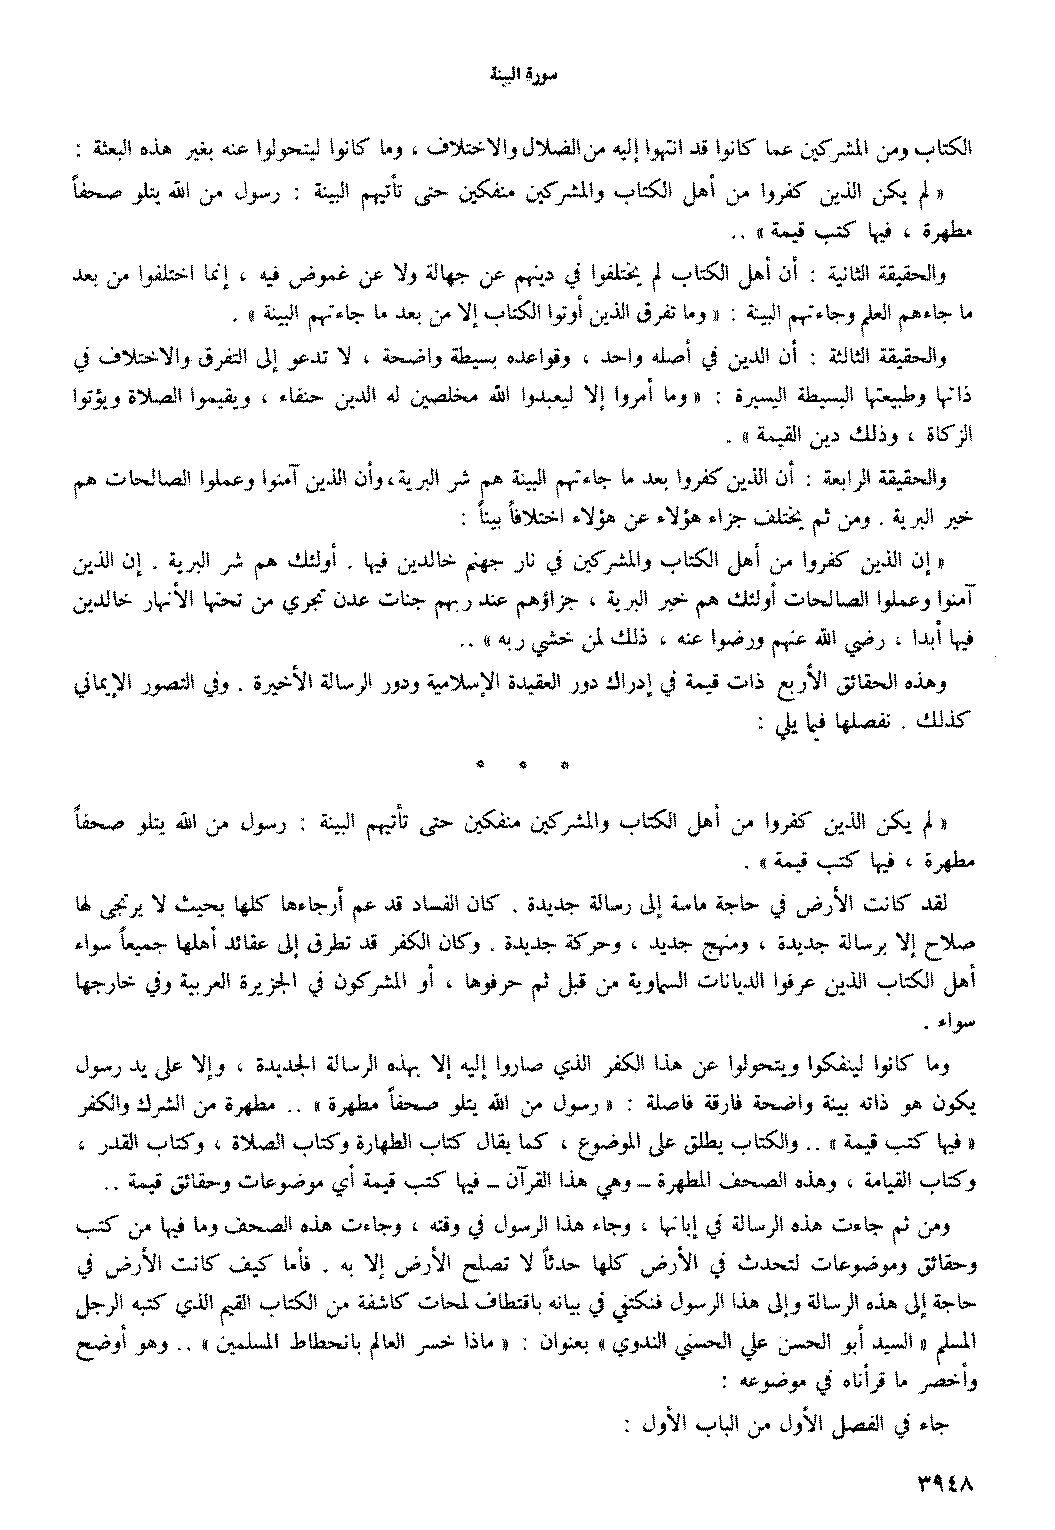 سورة البينة
الكتاب ومن المشركين عما كانوا قد انتهوا إليه من الضلال والاختلاف ، وما كانوا ليتحولوا عنه بغير هذه البعثة :
« لم يكن الذين كفروا من أهل الكتاب والمشركين منفكين حتى تأتيهم البينة : رسول من الله يتلو صحفاً
مطهرة ، فيها كتب قيمة » ..
والحقيقة الثانية : أن أهل الكتاب لم يختلفوا في دينهم عن جهالة ولا عن غموض فيه ، إنما اختلفوا من بعد
ما جاءهم العلم وجاءتهم البينة : « وما تفرق الذين أوتوا الكتاب إلا من بعد ما جاءتهم البينة » .
والحقيقة الثالثة : أن الدين في أصله واحد ، وقواعده بسيطة واضحة ، لا تدعو إلى التفرق والاختلاف في
ذاتها وطبيعتها البسيطة اليسيرة : « وما أمروا إلا ليعبدوا الله مخلصين له الدين حنفاء ، ويقيموا الصلاة ويؤتوا
الزكاة ، وذلك دين القيمة » .
والحقيقة الرابعة : أن الذين كفروا بعد ما جاءتهم البينة هم شر البرية ، وأن الذين آمنوا وعملوا الصالحات هم
خير البرية . ومن ثم يختلف جزاء هؤلاء عن هؤلاء اختلافاً بيناً :
« إن الذين كفروا من أهل الكتاب والمشركين في نار جهنم خالدين فيها . أولئك هم شر البرية . إن الذين
آمنوا وعملوا الصالحات أولئك هم خير البرية ، جزاؤهم عند ربهم جنات عدن تجري من تحتها الأنهار خالدين
فيها أبدا ، رضي الله عنهم ورضوا عنه ، ذلك لمن خشي ربه » ..
وهذه الحقائق الأربع ذات قيمة في إدراك دور العقيدة الإسلامية ودور الرسالة الأخيرة . وفي التصور الإيماني
كذلك . نفصلها فيما يلي :
* * *
« لم يكن الذين كفروا من أهل الكتاب والمشركين منفكين حتى تأتيهم البينة : رسول من الله يتلو صحفاً
مطهرة ، فيها كتب قيمة » .
لقد كانت الأرض في حاجة ماسة إلى رسالة جديدة . كان الفساد قد عم أرجاءها كلها بحيث لا يرتجى لها
صلاح إلا برسالة جديدة ، ومنهج جديد ، وحركة جديدة . وكان الكفر قد تطرق إلى عقائد أهلها جميعاً سواء
أهل الكتاب الذين عرفوا الديانات السماوية من قبل ثم حرفوها ، أو المشركون في الجزيرة العربية وفي خارجها
سواء .
وما كانوا لينفكوا ويتحولوا عن هذا الكفر الذي صاروا إليه إلا بهذه الرسالة الجديدة ، وإلا على يد رسول
يكون هو ذاته بينة واضحة فارقة فاصلة : « رسول من الله يتلو صحفاً مطهرة » .. مطهرة من الشرك والكفر
« فيها كتب قيمة » .. والكتاب يطلق على الموضوع ، كما يقال كتاب الطهارة وكتاب الصلاة ، وكتاب القدر ،
وكتاب القيامة ، وهذه الصحف المطهرة – وهي هذا القرآن – فيها كتب قيمة أي موضوعات وحقائق قيمة ..
ومن ثم جاءت هذه الرسالة في إبانها ، وجاء هذا الرسول في وقته ، وجاءت هذه الصحف وما فيها من كتب
وحقائق وموضوعات لتحدث في الأرض كلها حدثاً لا تصلح الأرض إلا به . فأما كيف كانت الأرض في
حاجة إلى هذه الرسالة وإلى هذا الرسول فنكتفي في بيانه باقتطاف لمحات كاشفة من الكتاب القيم الذي كتبه الرجل
المسلم « السيد أبو الحسن علي الحسني الندوي » بعنوان : « ماذا خسر العالم بانحطاط المسلمين » .. وهو أوضح
وأخصر ما قرأناه في موضوعه :
جاء في الفصل الأول من الباب الأول :
٣٩٤٨